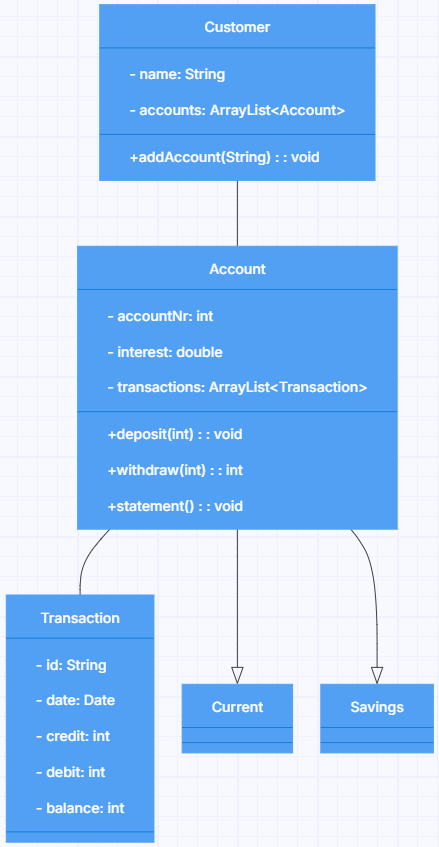 Customer
- name: String
- accounts: ArrayList<Account>
+addAccount(String) : : void
Account
- accountNr: int
- interest: double
- transactions: ArrayList<Transaction>
+deposit(int) : : void
+withdraw(int) : : int
+statement() : : void
Transaction
- id: String
- date: Date
- credit: int
- debit: int
- balance: int
Current
Savings